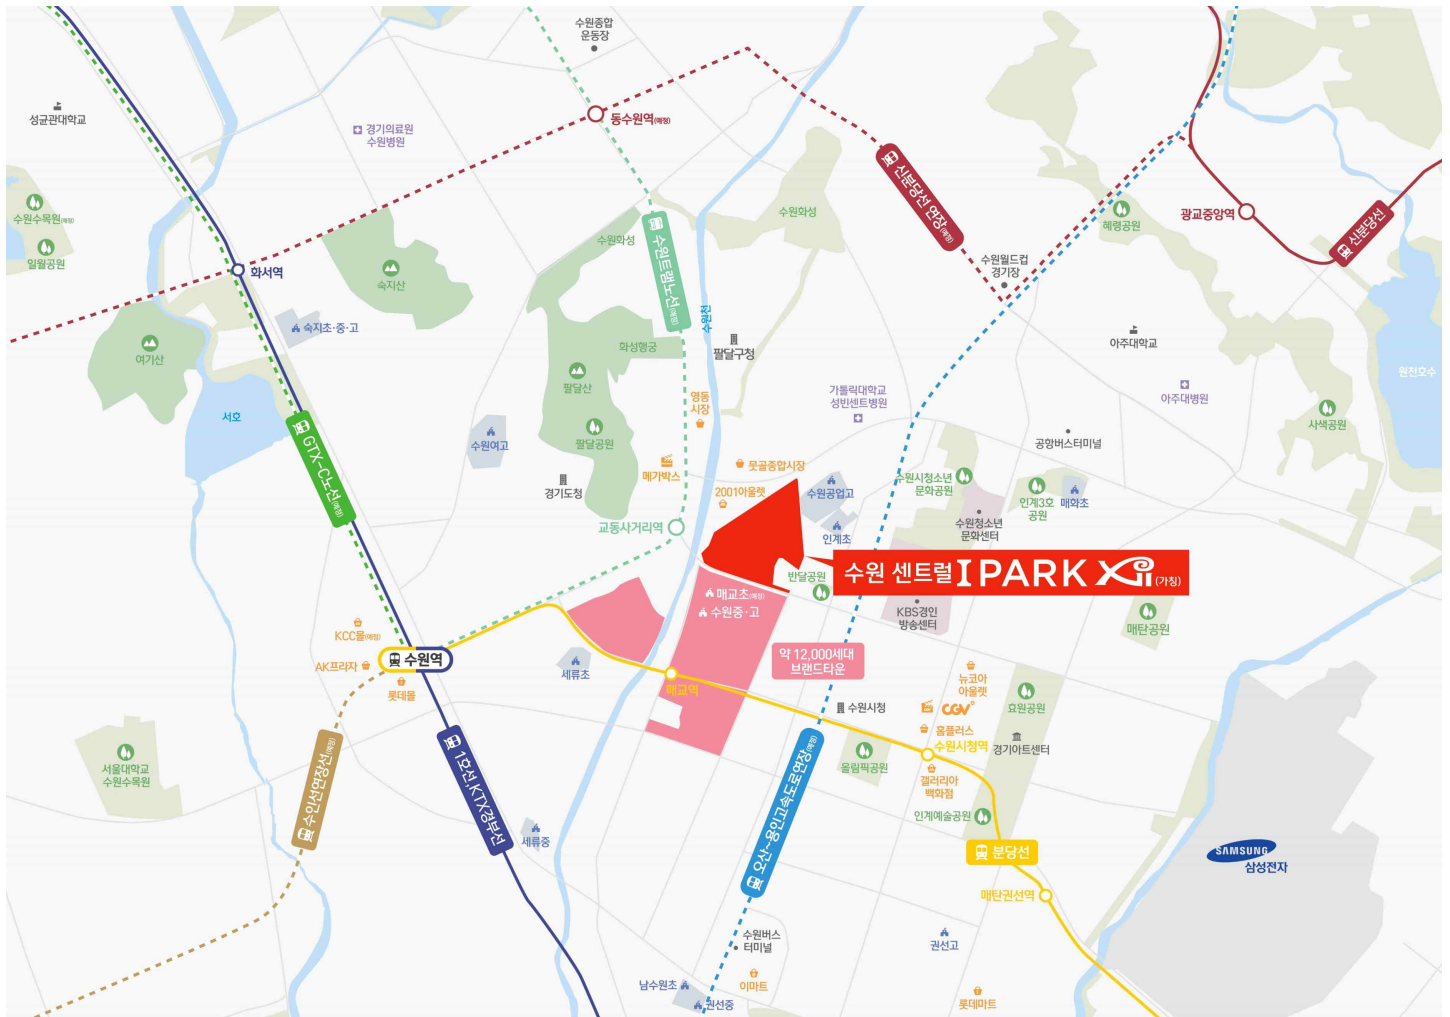 수원종합
운동장
성균관대학교
경기의료원
수원병원
동수원역(예정)
신분당선 연장(예정)
수원수목원(예정)
일월공원
화서역
숙지산
수원화성
수원트램노선(예정)
수원화성
혜령공원
광교중앙역
신분당선
수원월드컵
경기장
수원천
숙지초·중·고
여기산
화성행궁
팔달구청
아주대학교
원천호수
팔달산
서호
GTX-C노선(예정)
영동
시장
가톨릭대학교
성빈센트병원
아주대병원
사색공원
수원여고
팔달공원
공항버스터미널
메가박스
못골종합시장
경기도청
2001아울렛
수원공업고
수원시청소년
문화공원
인계3호
공원
매화초
교동사거리역
인계초
수원청소년
문화센터
수원 센트럴 I PARK Xii (가칭)
반달공원
매교초(예정)
수원중·고
KBS경인
방송센터
매탄공원
KCC몰(예정)
AK프라자
수원역
롯데몰
세류초
매교역
약 12,000세대
브랜드타운
뉴코아
아울렛
수원시청
CGV
효원공원
홈플러스
수원시청역
경기아트센터
서울대학교
수원수목원
수인선연장선(예정)
1호선,KTX경부선
오산~용인고속도로연장(예정)
올림픽공원
갤러리아
백화점
인계예술공원
세류중
분당선
SAMSUNG
삼성전자
매탄권선역
수원버스
터미널
권선고
남수원초
이마트
권선중
롯데마트